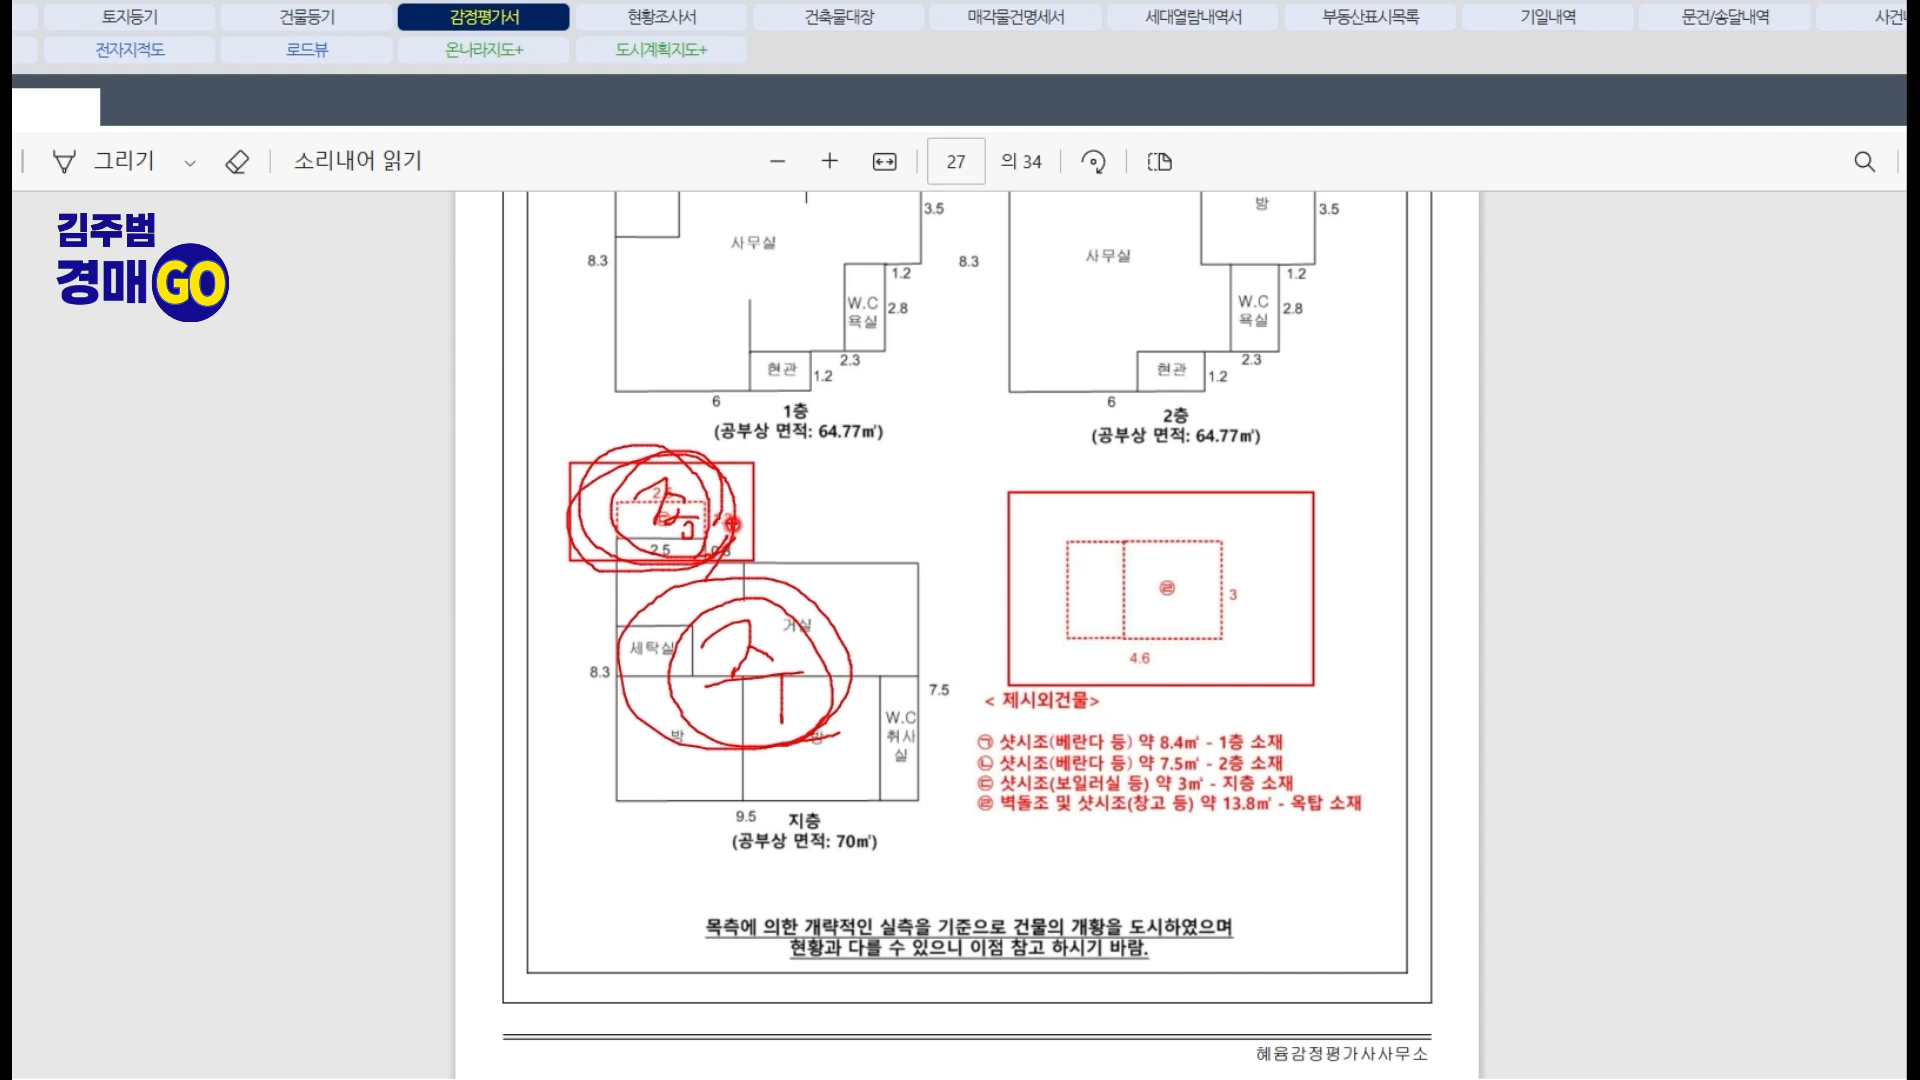 토지등기 건물등기 감정평가서 현황조사서 건축물대장 매각물건명세서 세대열람내역서 부동산표시목록 기일내역 문건/송달내역
전자지적도 로드뷰 온나라지도+ 도시계획지도+
그리기 소리내어 읽기 27 의 34
김주범
경매GO
3.5
방
3.5
사무실
8.3
1.2
W.C
욕실
2.8
현관
2.3
1.2
6
1층
(공부상 면적: 64.77㎡)
사무실
8.3
1.2
W.C
욕실
2.8
현관
2.3
1.2
6
2층
(공부상 면적: 64.77㎡)
2.5
거실
세탁실
8.3
7.5
방
방
W.C
취사
실
9.5
지층
(공부상 면적: 70㎡)
주
㉣
3
4.6
< 제시외건물>
㉠ 샷시조(베란다 등) 약 8.4㎡ - 1층 소재
㉡ 샷시조(베란다 등) 약 7.5㎡ - 2층 소재
㉢ 샷시조(보일러실 등) 약 3㎡ - 지층 소재
㉣ 벽돌조 및 샷시조(창고 등) 약 13.8㎡ - 옥탑 소재
목측에 의한 개략적인 실측을 기준으로 건물의 개황을 도시하였으며
현황과 다를 수 있으니 이점 참고 하시기 바람.
혜윰감정평가사사무소